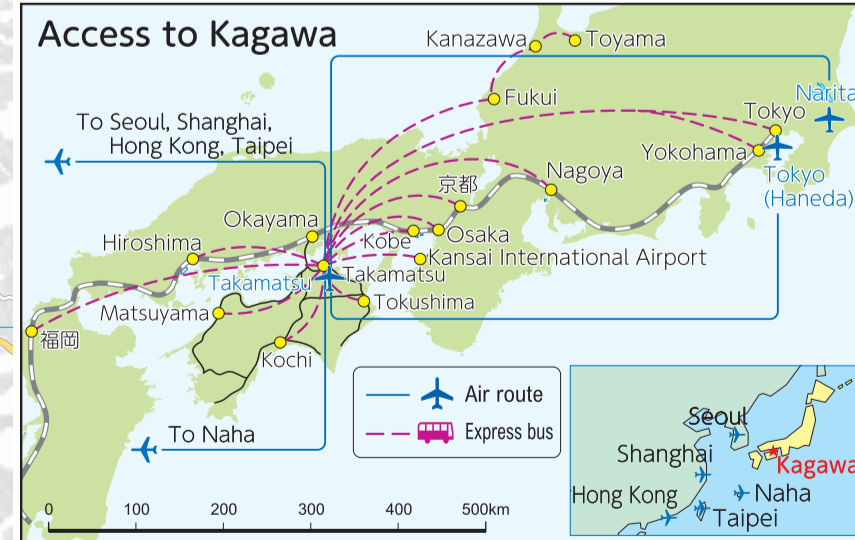 Access to Kagawa
Kanazawa
Toyama
Fukui
Narita
Tokyo
Yokohama
Tokyo
(Haneda)
To Seoul, Shanghai,
Hong Kong, Taipei
Nagoya
京都
Okayama
Kobe
Osaka
Hiroshima
Kansai International Airport
Takamatsu
Takamatsu
Tokushima
Matsuyama
福岡
Kochi
To Naha
Air route
Express bus
0 100 200 300 400 500km
Seoul
Shanghai
Kagawa
Hong Kong
Naha
Taipei